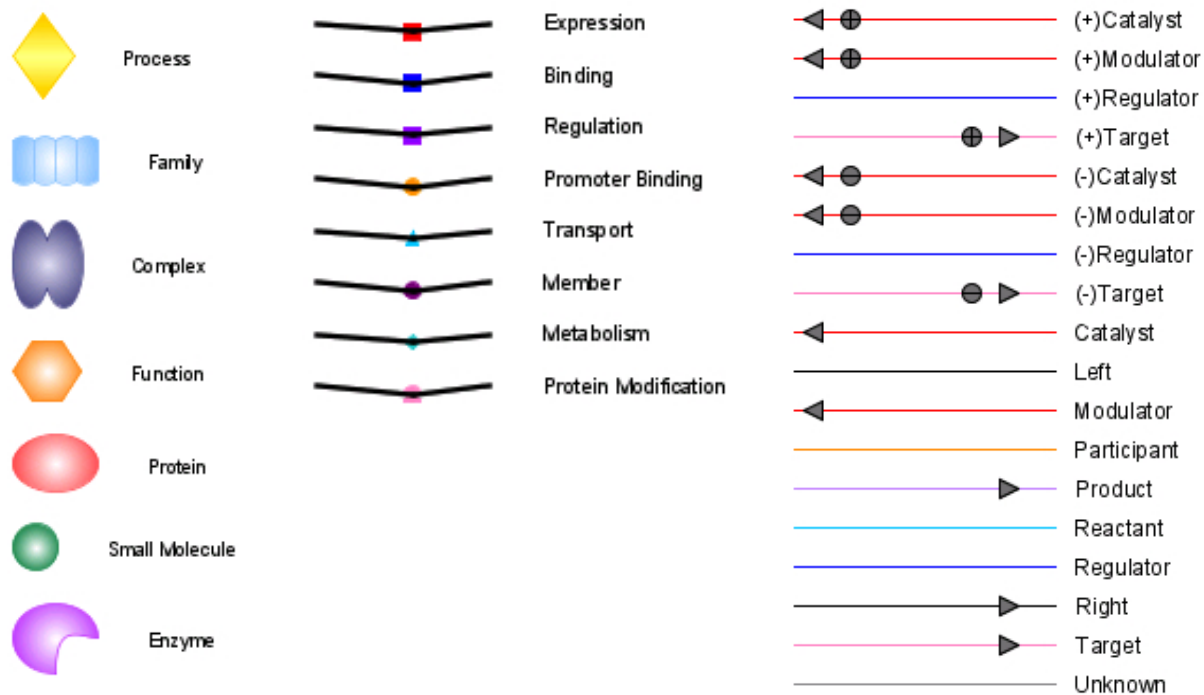 Process
Family
Complex
Function
Protein
Small Molecule
Enzyme
Expression
Binding
Regulation
Promoter Binding
Transport
Member
Metabolism
Protein Modification
(+)Catalyst
(+)Modulator
(+)Regulator
(+)Target
(-)Catalyst
(-)Modulator
(-)Regulator
(-)Target
Catalyst
Left
Modulator
Participant
Product
Reactant
Regulator
Right
Target
Unknown